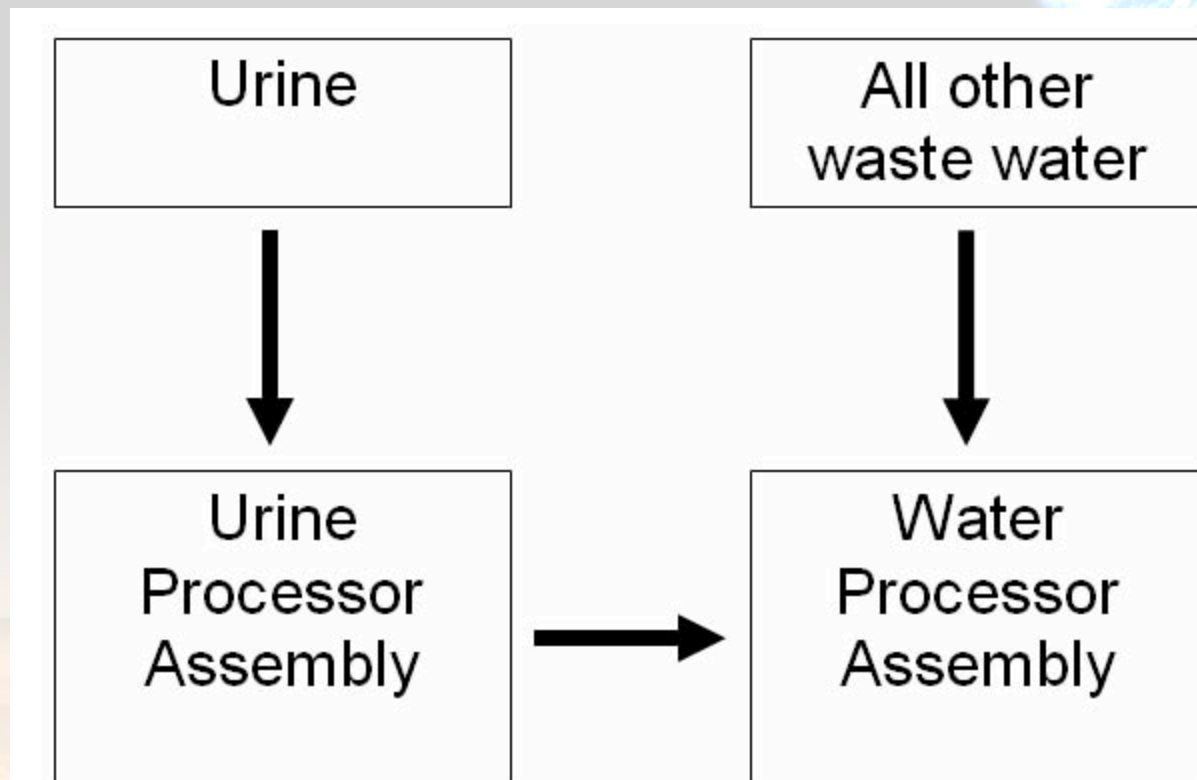 Urine
All other
waste water
Urine
Processor
Assembly
Water
Processor
Assembly